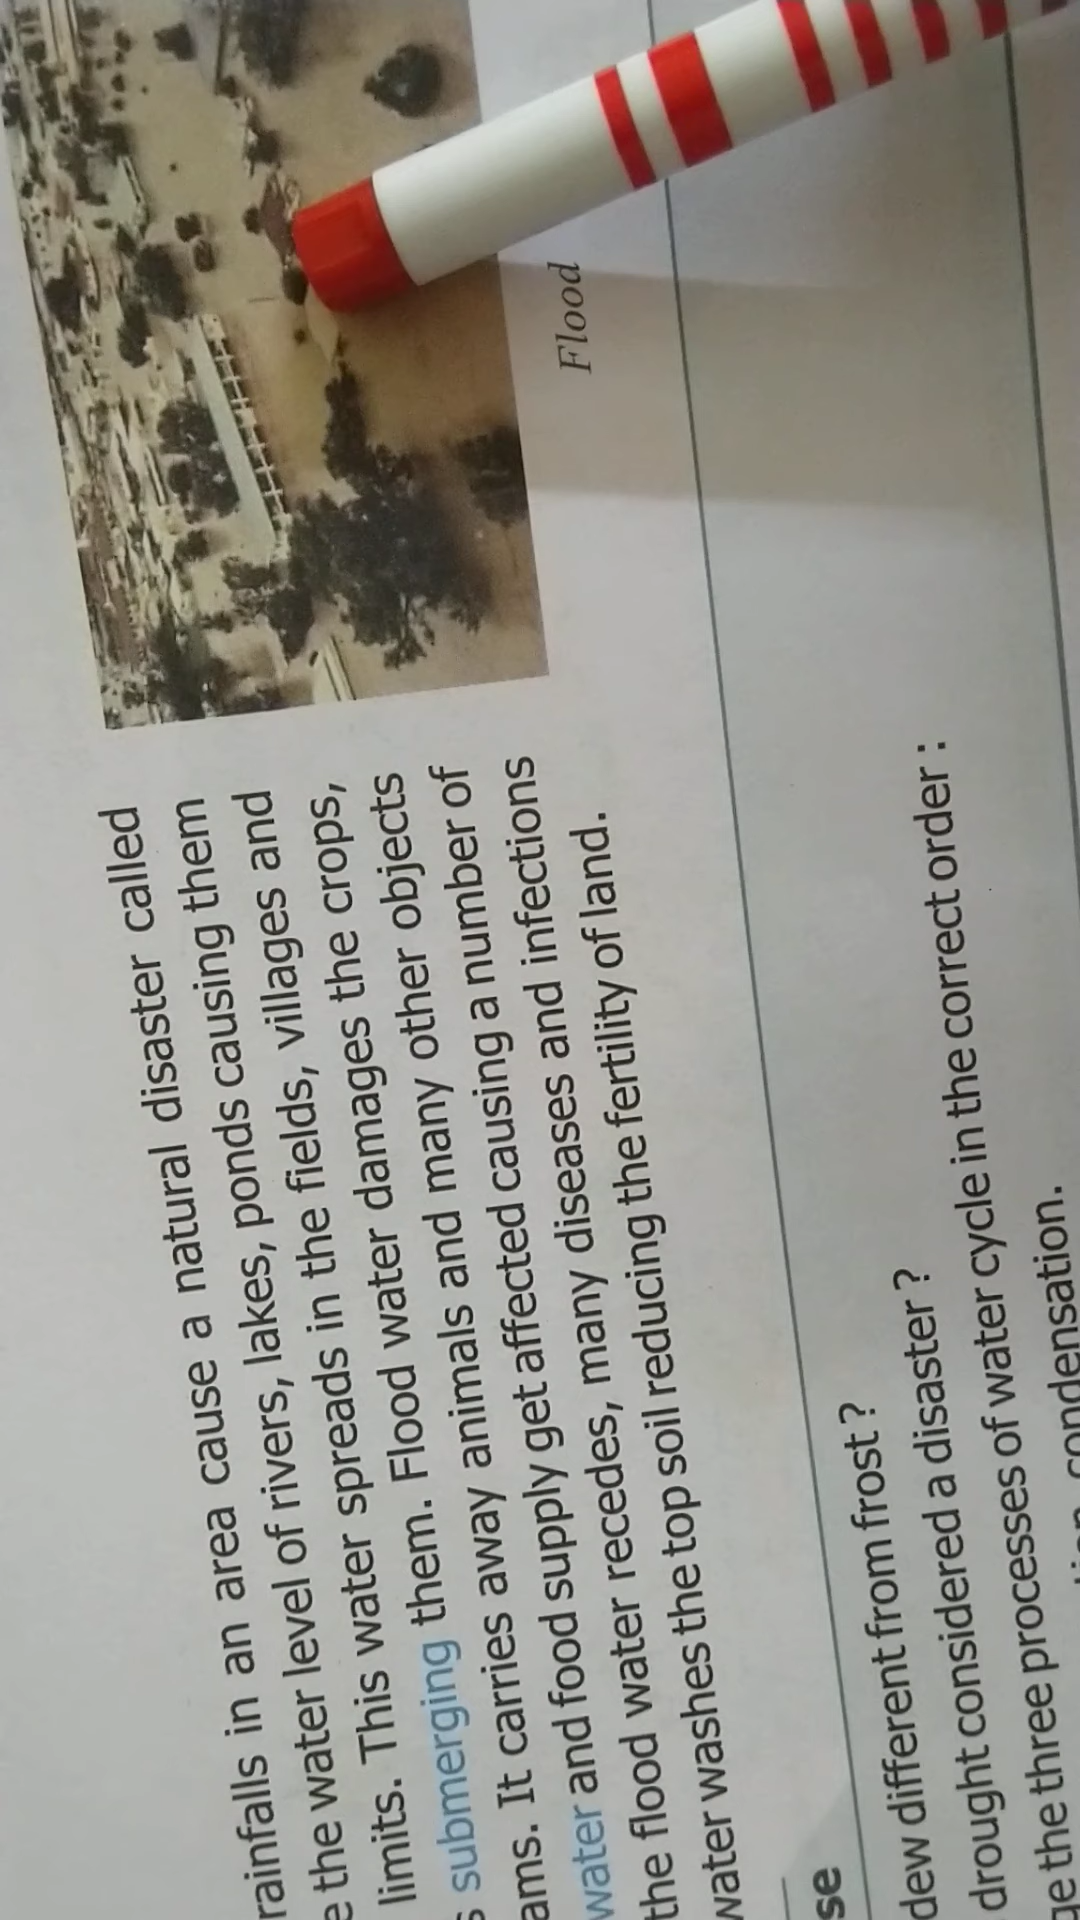 rainfalls in an area cause a natural disaster called
the water level of rivers, lakes, ponds causing them
limits. This water spreads in the fields, villages and
submerging them. Flood water damages the crops,
. It carries away animals and many other objects
water and food supply get affected causing a number of
the flood water recedes, many diseases and infections
water washes the top soil reducing the fertility of land.
Flood
dew different from frost ?
drought considered a disaster ?
the three processes of water cycle in the correct order :
condensation.